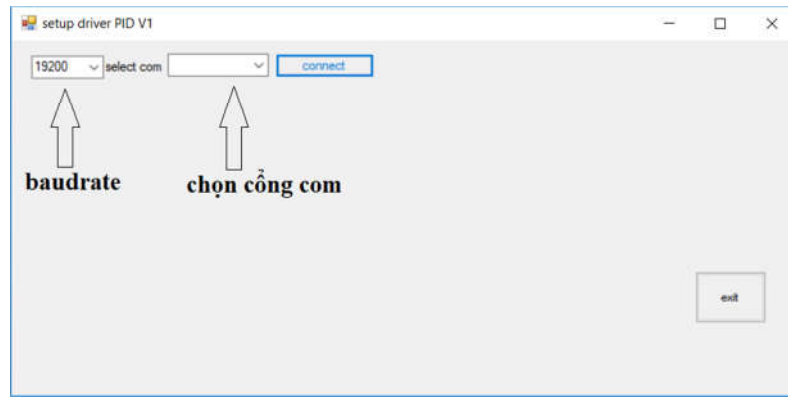 setup driver PID V1
19200 select com connect
baudrate
chọn cổng com
exit